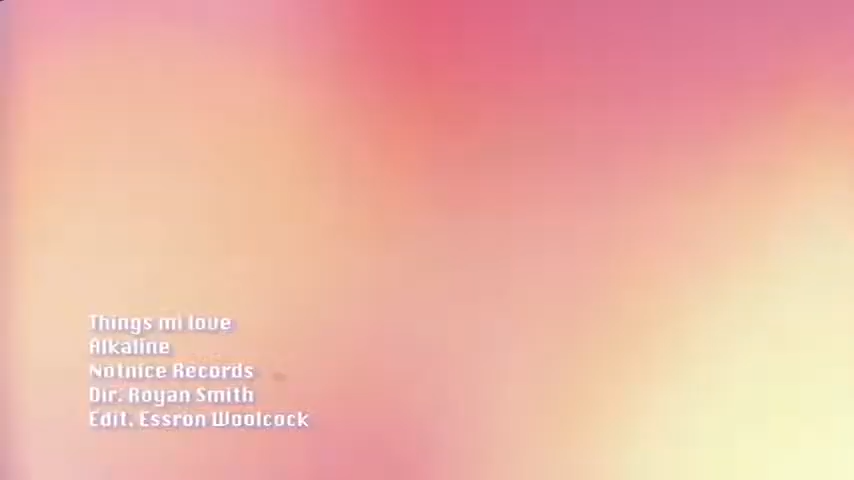 Things mi love
Alkaline
Notnice Records
Dir. Royan Smith
Edit. Essron Woolcock